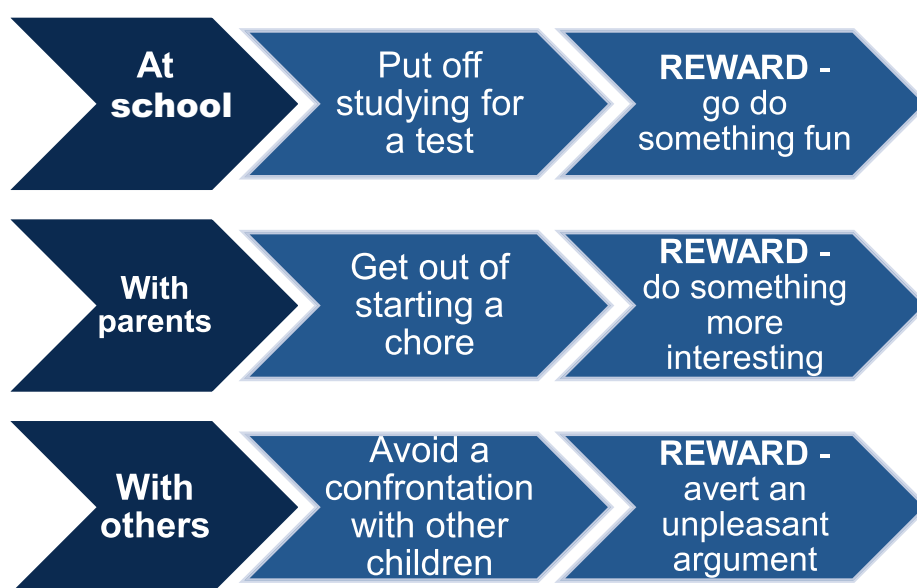 At
school
Put off
studying for
a test
REWARD -
go do
something fun
With
parents
Get out of
starting a
chore
REWARD -
do something
more
interesting
With
others
Avoid a
confrontation
with other
children
REWARD -
avert an
unpleasant
argument